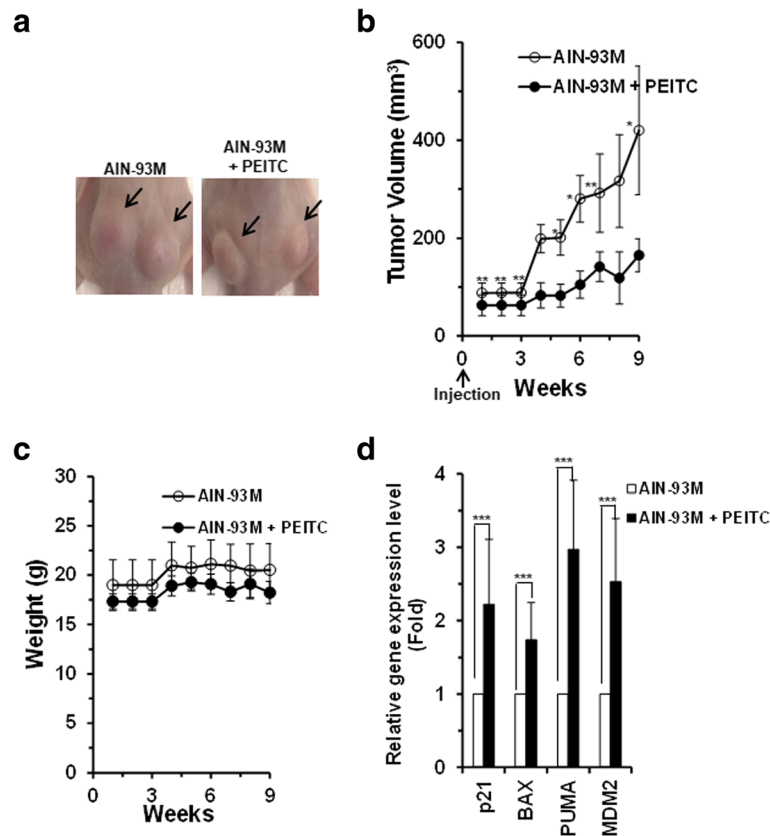 a
AIN-93M
AIN-93M
+ PEITC
b
Tumor Volume (mm³)
600
400
200
0
AIN-93M
AIN-93M + PEITC
**
**
**
*
*
**
*
0
3
6
9
Injection
Weeks
c
Weight (g)
30
25
20
15
10
5
0
AIN-93M
AIN-93M + PEITC
0
3
6
9
Weeks
d
Relative gene expression level
(Fold)
4
3
2
1
0
***
***
***
***
AIN-93M
AIN-93M + PEITC
p21
BAX
PUMA
MDM2